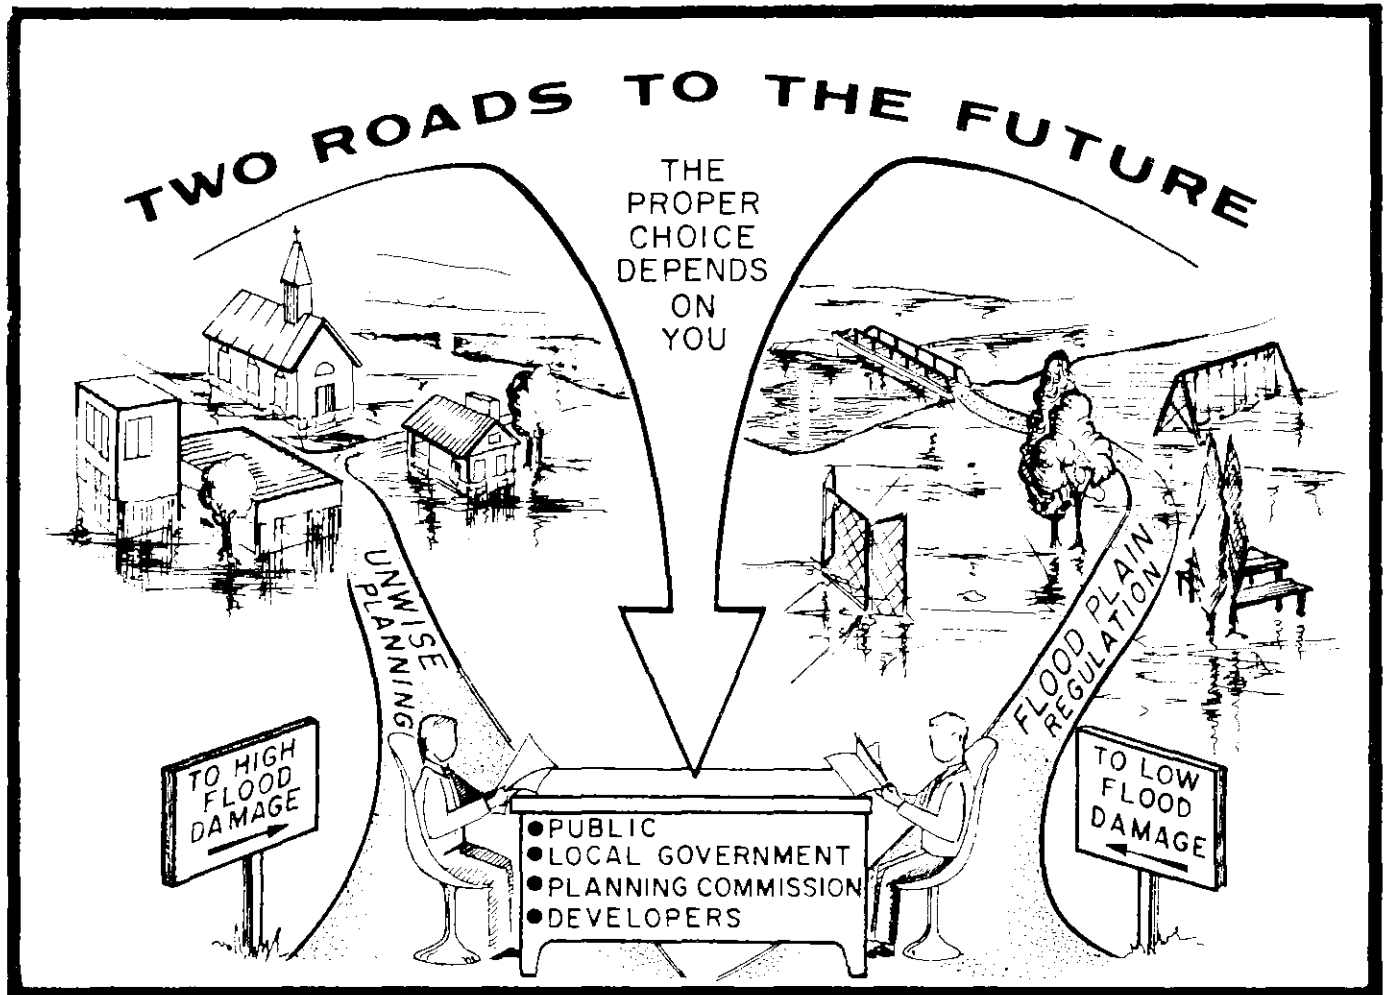 TWO ROADS TO THE FUTURE
THE
PROPER
CHOICE
DEPENDS
ON
YOU
UNWISE
PLANNING
FLOOD PLAIN
REGULATION
TO HIGH
FLOOD
DAMAGE
TO LOW
FLOOD
DAMAGE
●PUBLIC
●LOCAL GOVERNMENT
●PLANNING COMMISSION
●DEVELOPERS